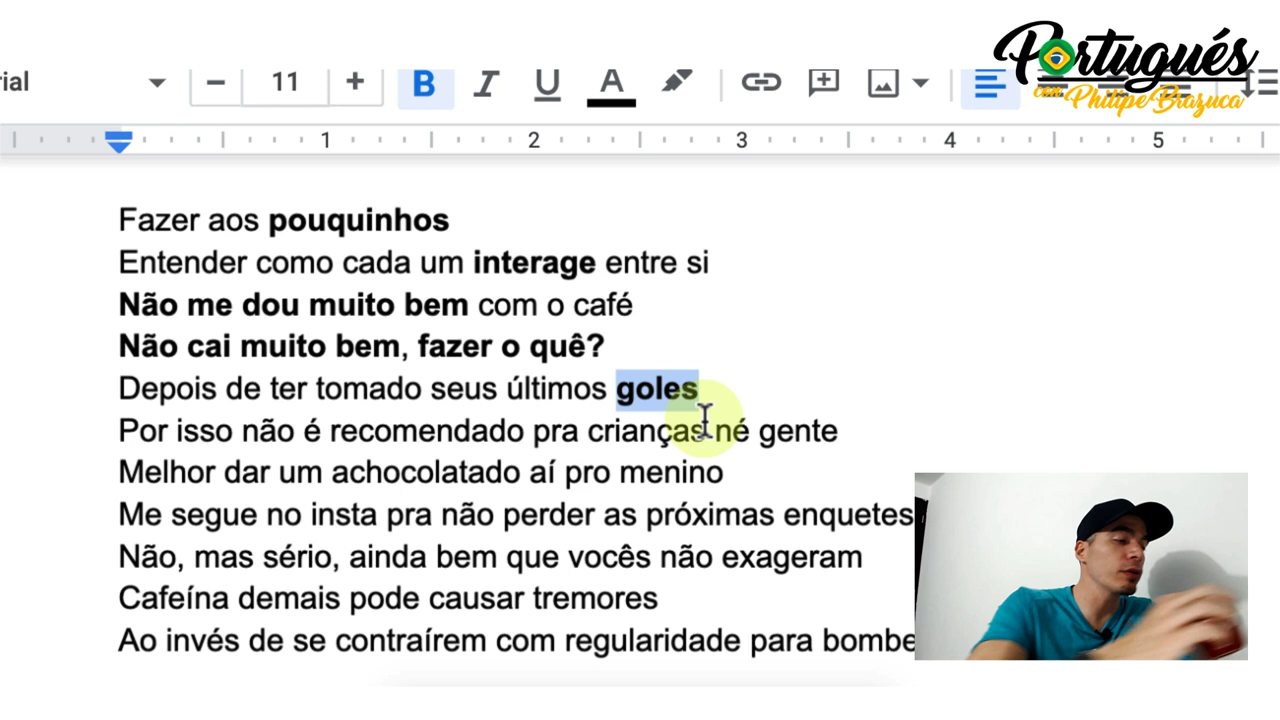 Portugués
con Philipe Brazuca
rial
11
B I U A
1 2 3 4 5
Fazer aos pouquinhos
Entender como cada um interage entre si
Não me dou muito bem com o café
Não cai muito bem, fazer o quê?
Depois de ter tomado seus últimos goles
Por isso não é recomendado pra crianças né gente
Melhor dar um achocolatado aí pro menino
Me segue no insta pra não perder as próximas enquetes
Não, mas sério, ainda bem que vocês não exageram
Cafeína demais pode causar tremores
Ao invés de se contraírem com regularidade para bombe